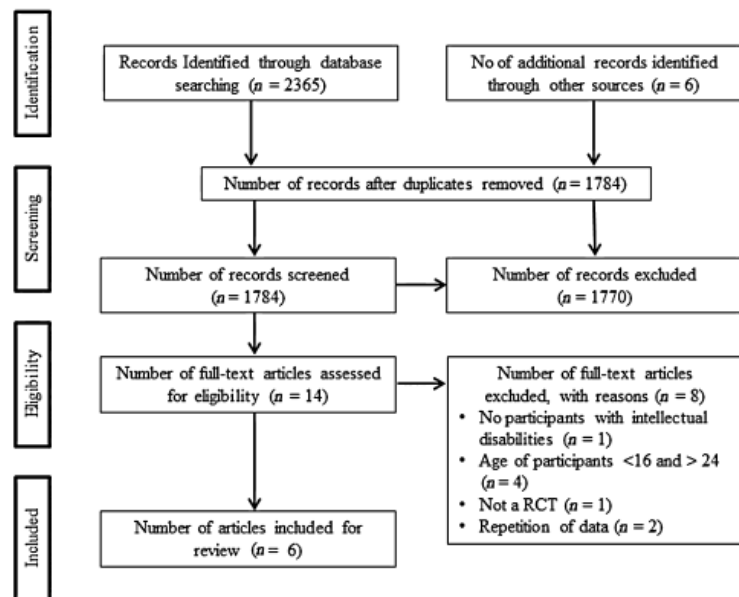 Identification
Records Identified through database
searching (n = 2365)
No of additional records identified
through other sources (n = 6)
Screening
Number of records after duplicates removed (n = 1784)
Number of records screened
(n = 1784)
Number of records excluded
(n = 1770)
Eligibility
Number of full-text articles assessed
for eligibility (n = 14)
Number of full-text articles
excluded, with reasons (n = 8)
• No participants with intellectual
disabilities (n = 1)
• Age of participants <16 and > 24
(n = 4)
• Not a RCT (n = 1)
• Repetition of data (n = 2)
Included
Number of articles included for
review (n = 6)